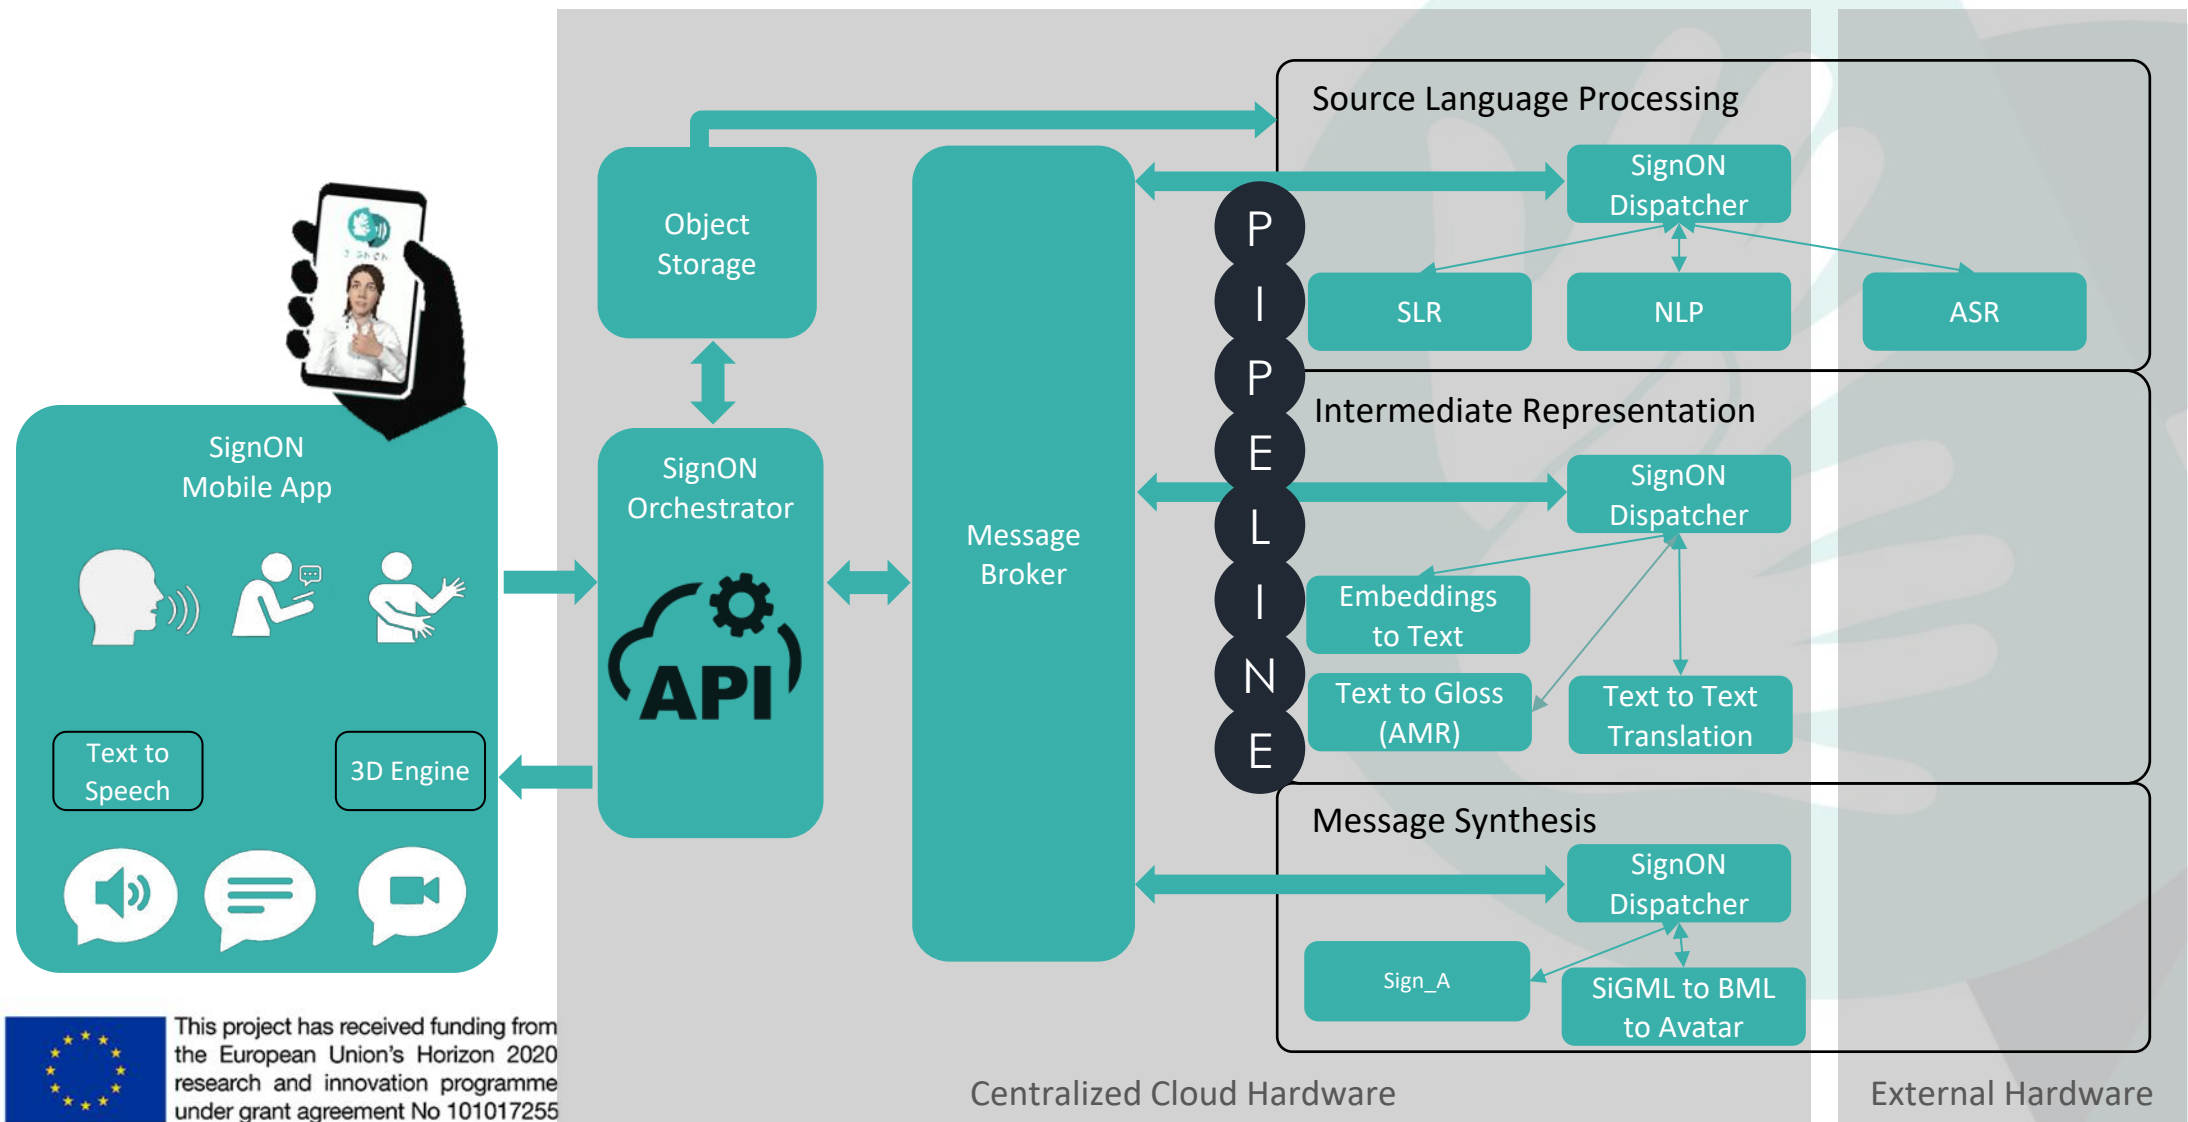 Source Language Processing
SignON
Dispatcher
SLR
NLP
ASR
Object
Storage
PIPELINE
Intermediate Representation
SignON
Dispatcher
Embeddings
to Text
Text to Gloss
(AMR)
Text to Text
Translation
SignON
Mobile App
SignON
Orchestrator
API
Message
Broker
Text to
Speech
3D Engine
Message Synthesis
SignON
Dispatcher
Sign_A
SiGML to BML
to Avatar
This project has received funding from
the European Union's Horizon 2020
research and innovation programme
under grant agreement No 101017255
Centralized Cloud Hardware
External Hardware